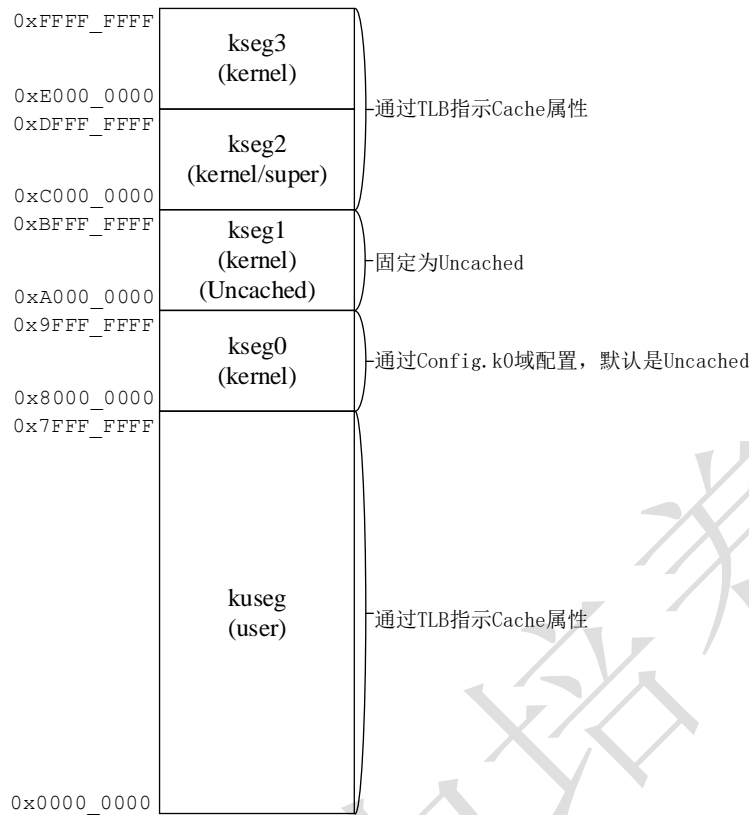 0xFFFF_FFFF
kseg3
(kernel)
0xE000_0000
通过TLB指示Cache属性
0xDFFF_FFFF
kseg2
(kernel/super)
0xC000_0000
0xBFFF_FFFF
kseg1
(kernel)
(Uncached)
固定为Uncached
0xA000_0000
0x9FFF_FFFF
kseg0
(kernel)
通过Config.k0域配置，默认是Uncached
0x8000_0000
0x7FFF_FFFF
kuseg
(user)
通过TLB指示Cache属性
0x0000_0000
培养